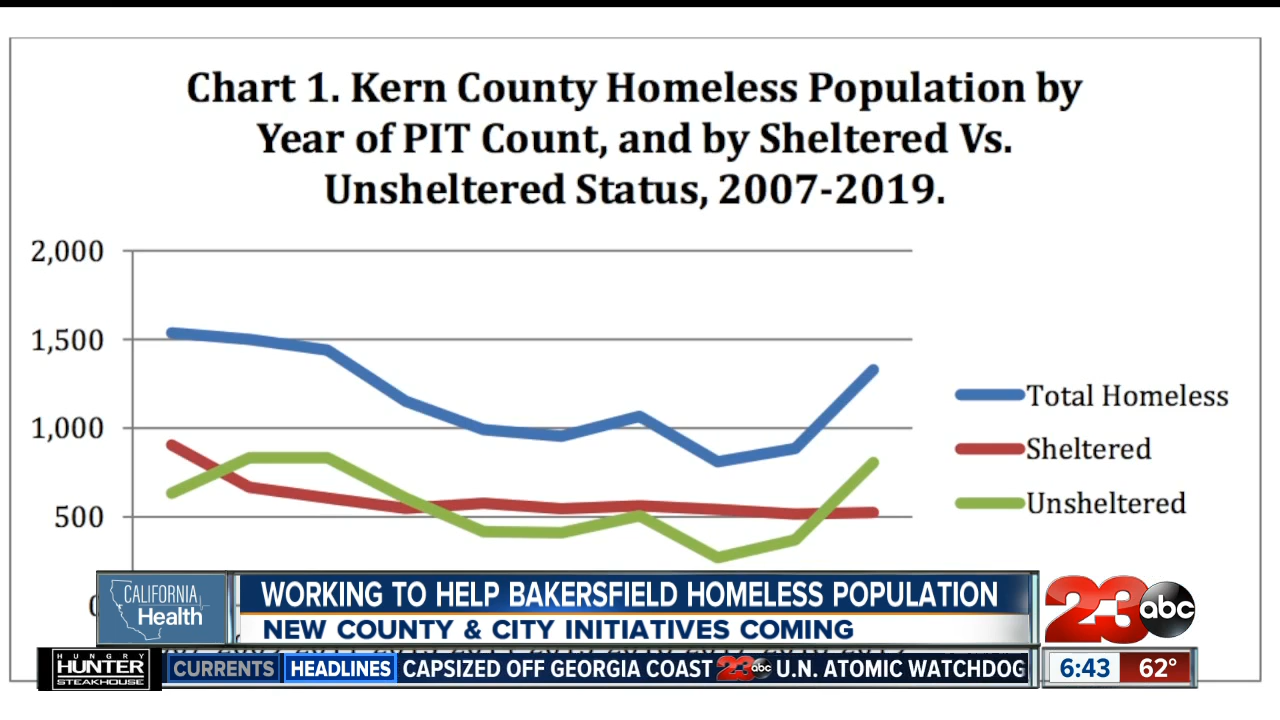 Chart 1. Kern County Homeless Population by
Year of PIT Count, and by Sheltered Vs.
Unsheltered Status, 2007-2019.
2,000
1,500
1,000
500
0
Total Homeless
Sheltered
Unsheltered
CALIFORNIA
Health
WORKING TO HELP BAKERSFIELD HOMELESS POPULATION
NEW COUNTY & CITY INITIATIVES COMING
23 abc
HUNGRY
HUNTER
STEAKHOUSE
CURRENTS HEADLINES CAPSIZED OFF GEORGIA COAST 23 abc U.N. ATOMIC WATCHDOG
6:43 62°